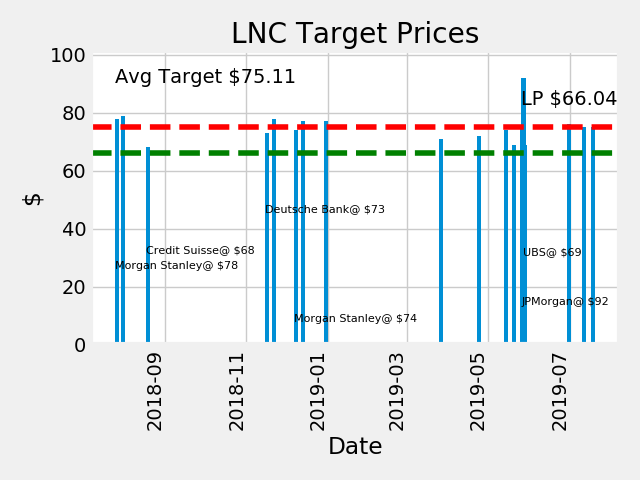 LNC Target Prices
100
Avg Target $75.11
LP $66.04
80
60
Deutsche Bank@ $73
$
40
Credit Suisse@ $68
UBS@ $69
Morgan Stanley@ $78
20
JPMorgan@ $92
Morgan Stanley@ $74
0
2018-09
2018-11
2019-01
2019-03
2019-05
2019-07
Date